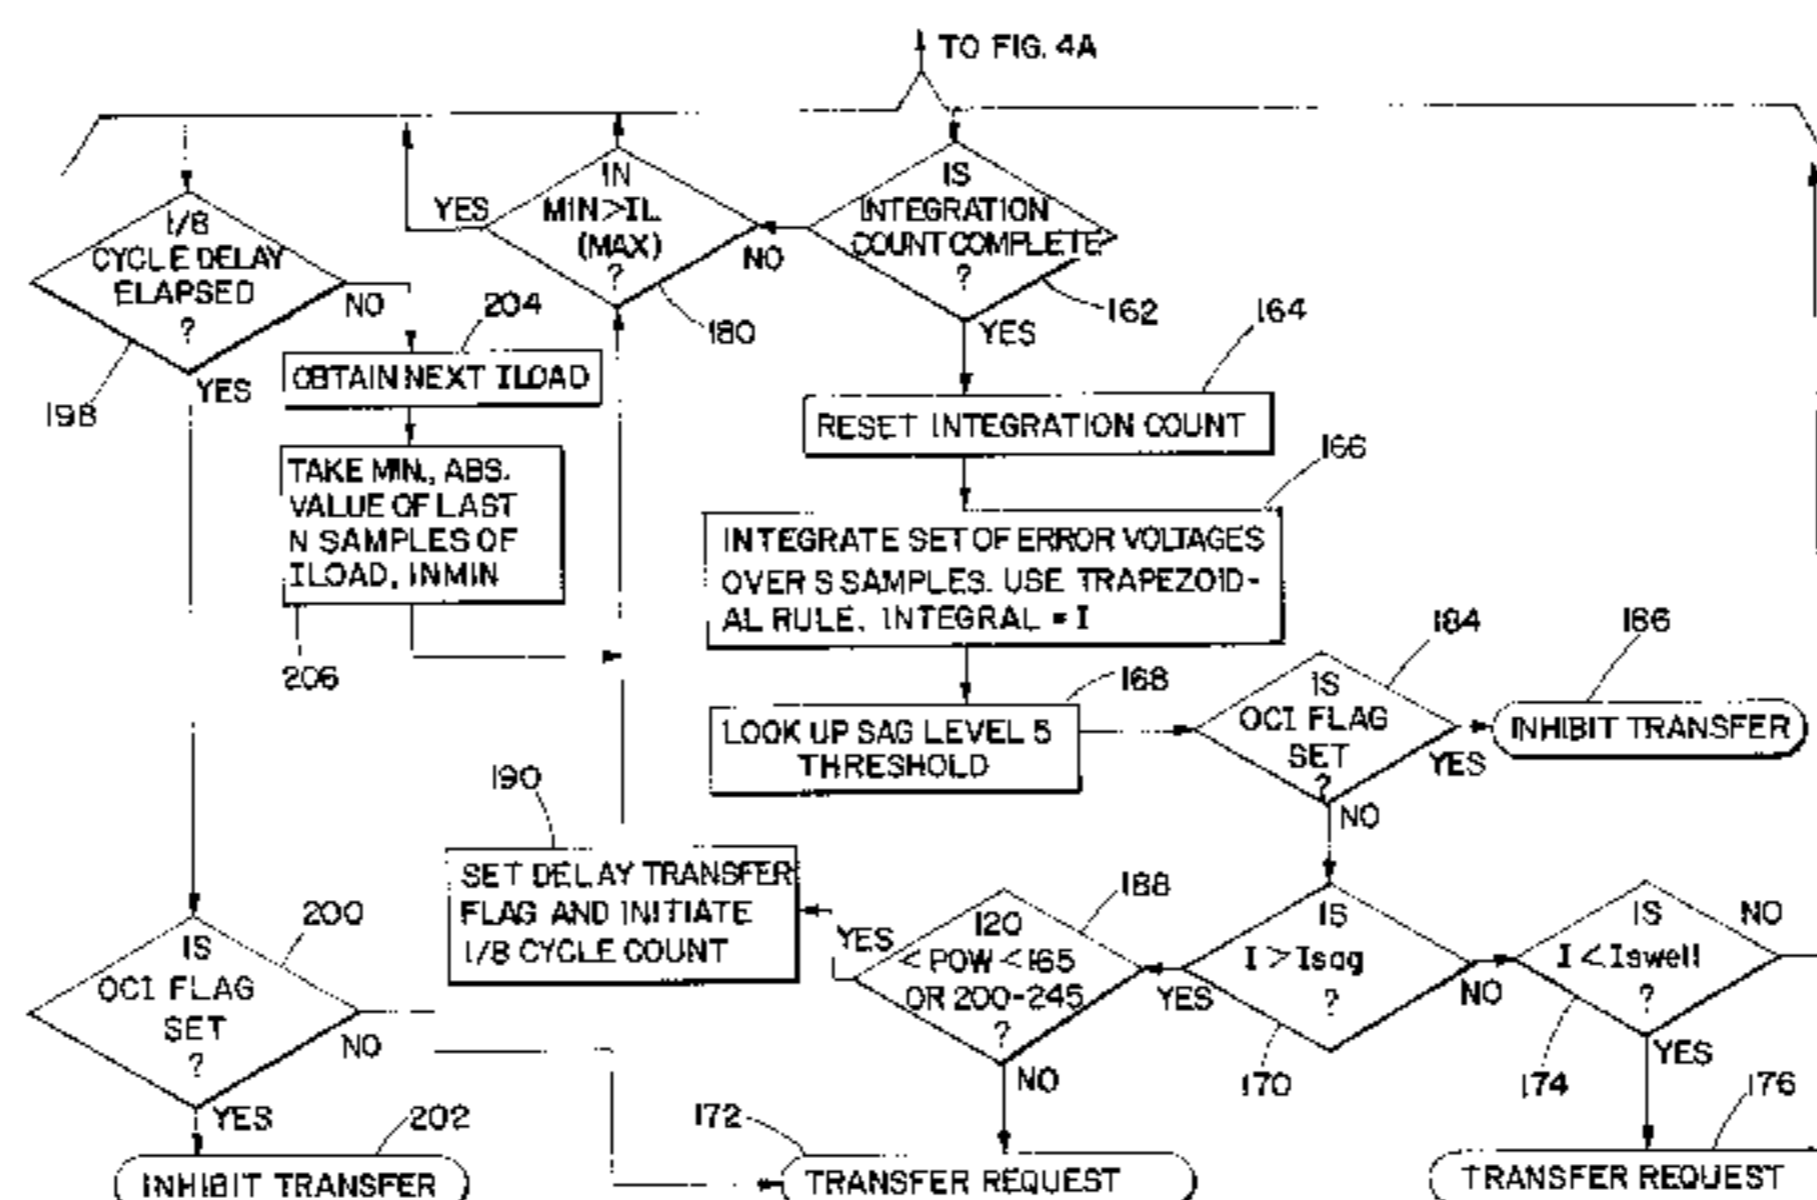 TO FIG. 4A
1/8
CYCLE DELAY
ELAPSED
?
NO
YES
198
IN
MIN>IL
(MAX)
?
YES
180
IS
INTEGRATION
COUNT COMPLETE
?
NO
YES
162
204
OBTAIN NEXT ILOAD
TAKE MIN., ABS.
VALUE OF LAST
N SAMPLES OF
ILOAD, INMIN
206
164
RESET INTEGRATION COUNT
166
INTEGRATE SET OF ERROR VOLTAGES
OVER S SAMPLES. USE TRAPEZOID-
AL RULE. INTEGRAL = I
168
LOOK UP SAG LEVEL 5
THRESHOLD
184
IS
OCI FLAG
SET
?
YES
NO
166
INHIBIT TRANSFER
190
SET DELAY TRANSFER
FLAG AND INITIATE
1/8 CYCLE COUNT
188
120
< POW <165
OR 200-245
?
YES
NO
IS
I > Isag
?
YES
NO
170
IS
I < Iswell
?
NO
YES
174
200
IS
OCI FLAG
SET
?
NO
YES
202
INHIBIT TRANSFER
172
TRANSFER REQUEST
176
TRANSFER REQUEST